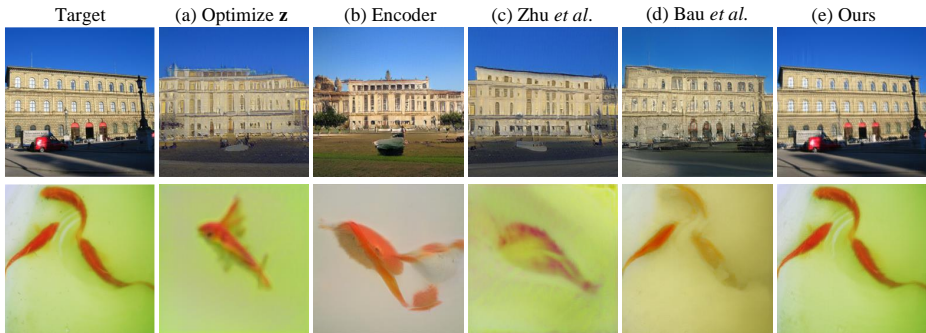 Target (a) Optimize z (b) Encoder (c) Zhu et al. (d) Bau et al. (e) Ours